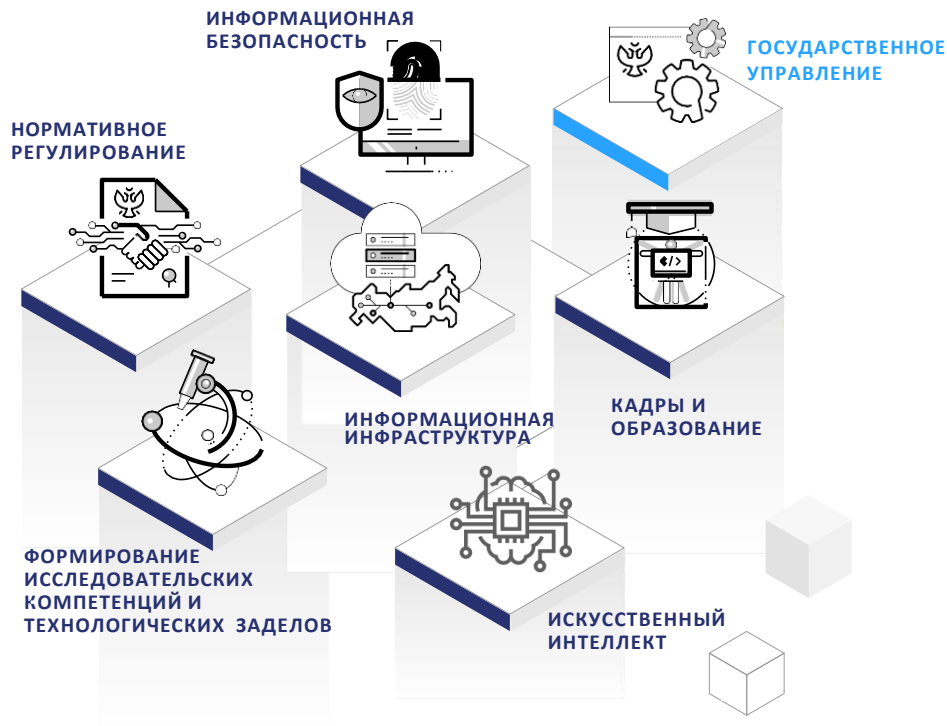 ИНФОРМАЦИОННАЯ
БЕЗОПАСНОСТЬ
ГОСУДАРСТВЕННОЕ
УПРАВЛЕНИЕ
НОРМАТИВНОЕ
РЕГУЛИРОВАНИЕ
</>
ИНФОРМАЦИОННАЯ
ИНФРАСТРУКТУРА
КАДРЫ И
ОБРАЗОВАНИЕ
ФОРМИРОВАНИЕ
ИССЛЕДОВАТЕЛЬСКИХ
КОМПЕТЕНЦИЙ И
ТЕХНОЛОГИЧЕСКИХ ЗАДЕЛОВ
ИСКУССТВЕННЫЙ
ИНТЕЛЛЕКТ